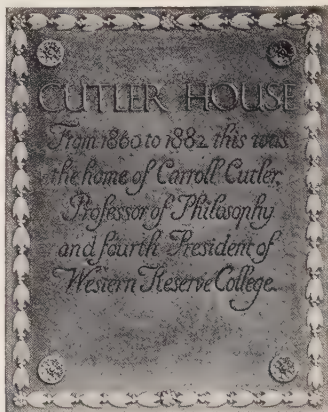 CUTLER HOUSE
From 1860 to 1882 this was
the home of Carroll Cutler,
Professor of Philosophy
and fourth President of
Western Reserve College.